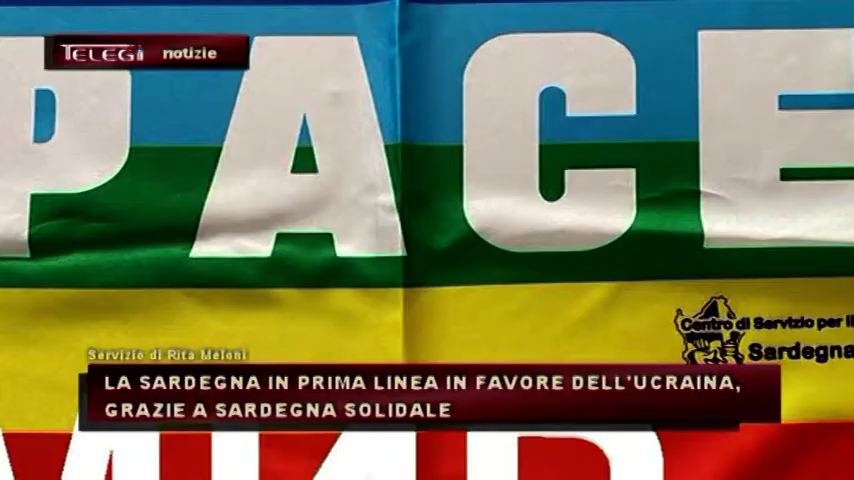 TELEGI notizie
PACE
Centro di Servizio per il
Sardegna
Servizio di Rita Meloni
LA SARDEGNA IN PRIMA LINEA IN FAVORE DELL'UCRAINA,
GRAZIE A SARDEGNA SOLIDALE